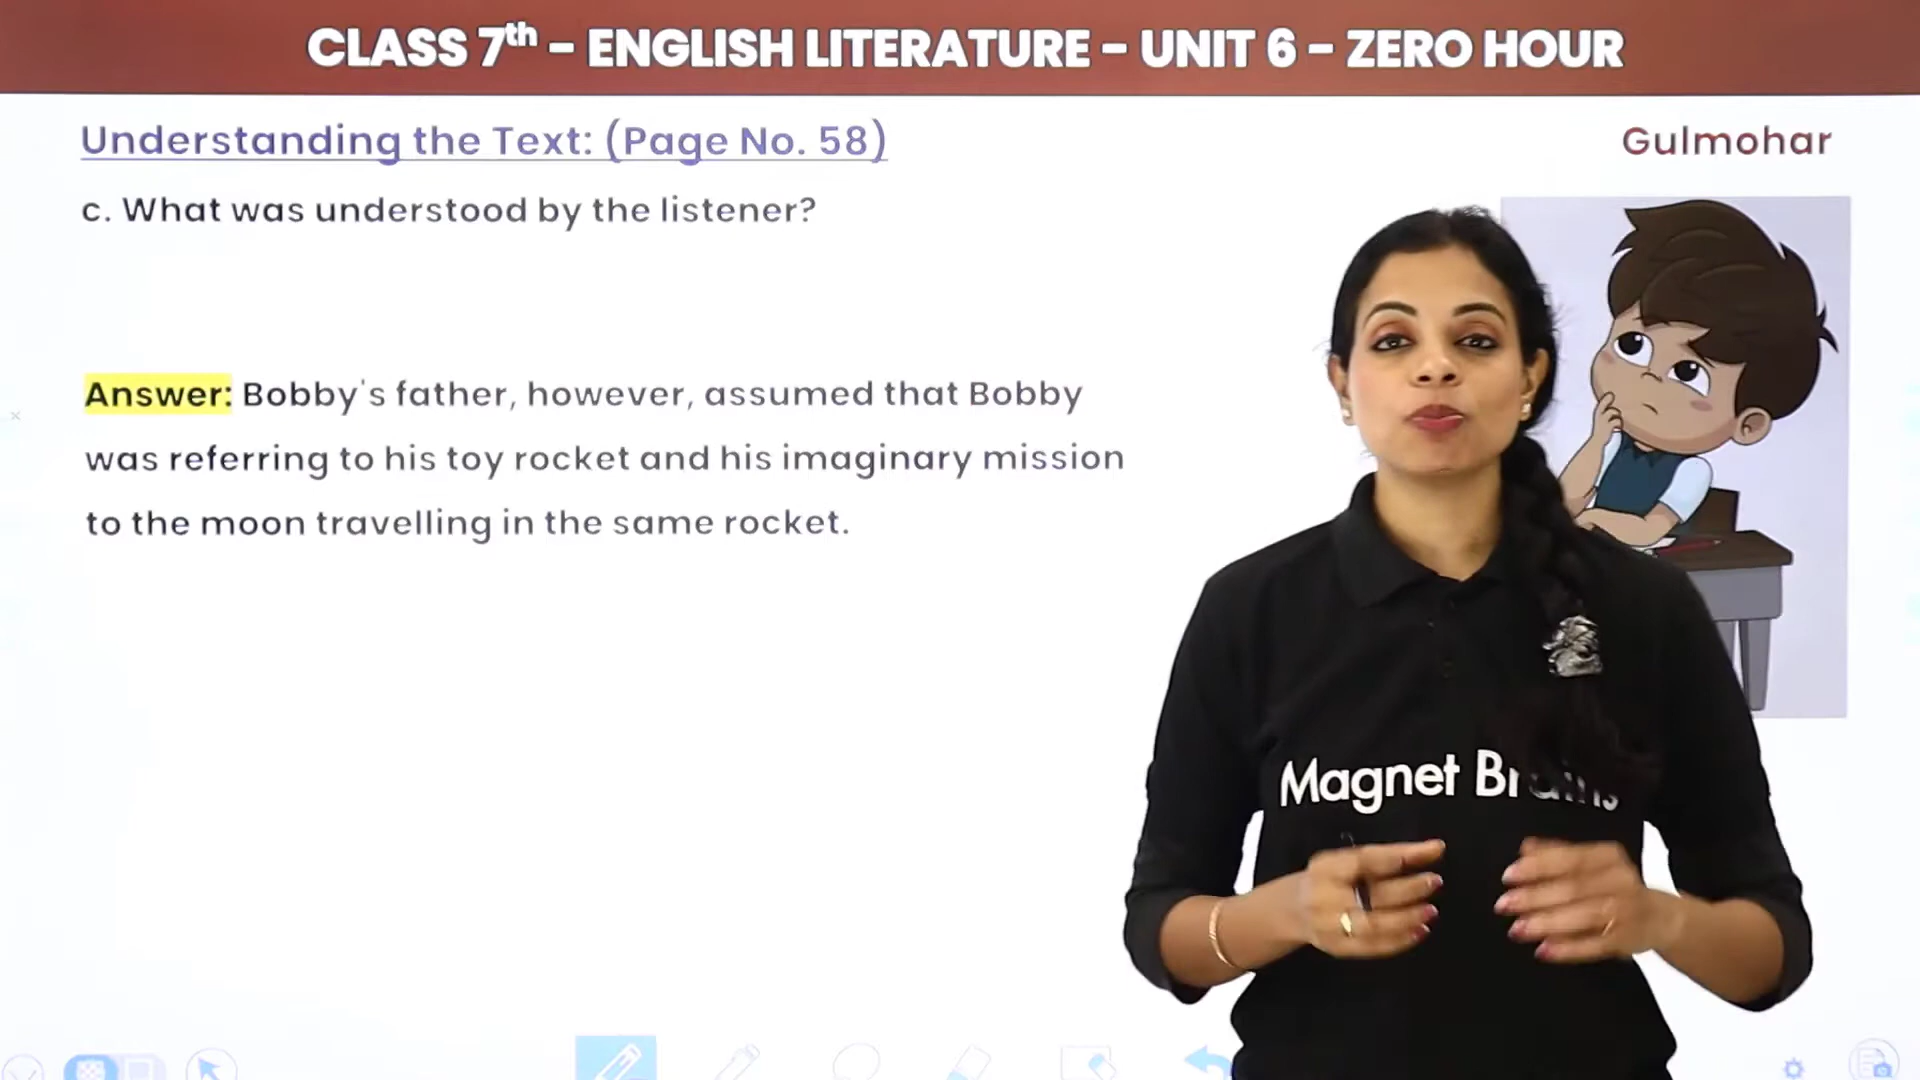 CLASS 7th – ENGLISH LITERATURE – UNIT 6 – ZERO HOUR
Understanding the Text: (Page No. 58)
Gulmohar
c. What was understood by the listener?
Answer: Bobby's father, however, assumed that Bobby
was referring to his toy rocket and his imaginary mission
to the moon travelling in the same rocket.
Magnet Brains